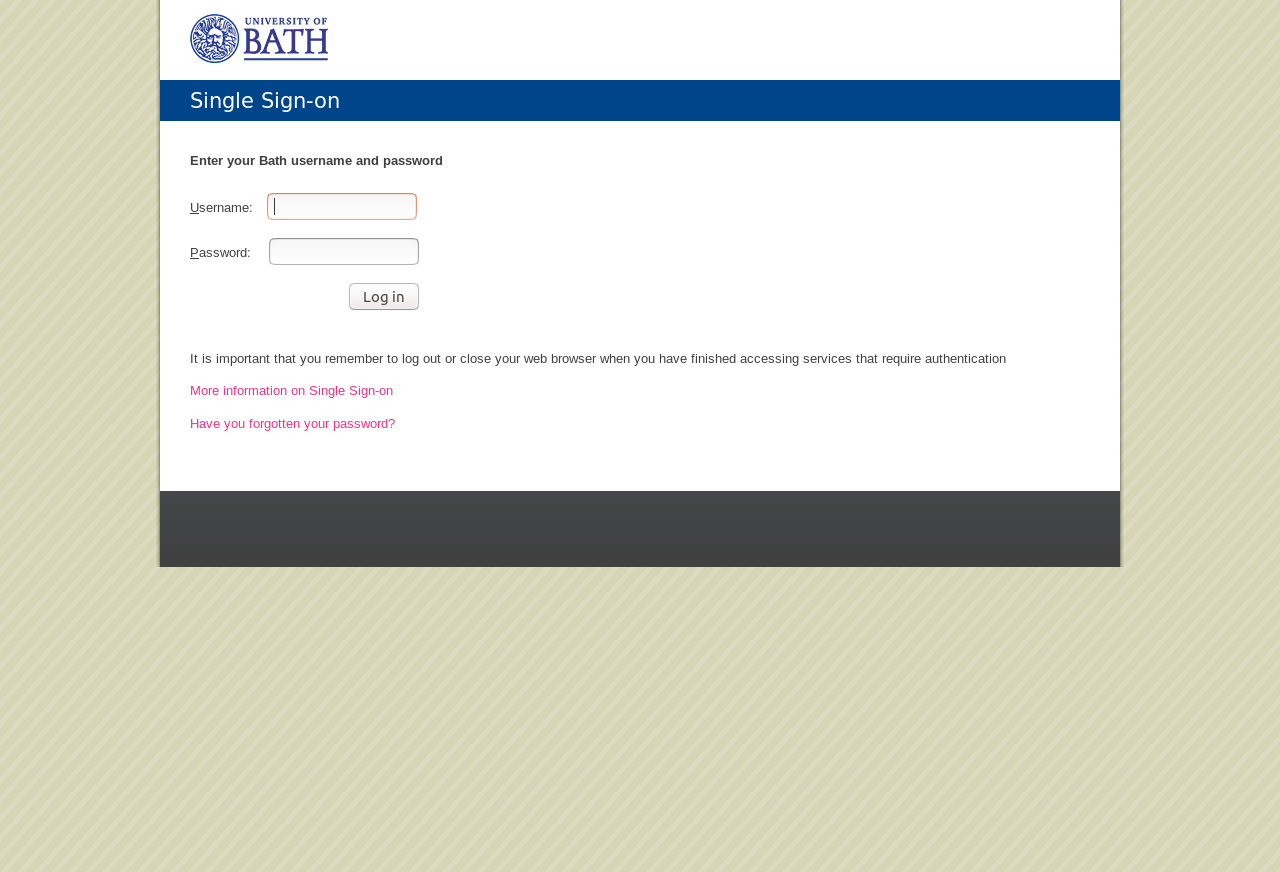 UNIVERSITY OF
BATH
Single Sign-on
Enter your Bath username and password
Username:
Password:
Log in
It is important that you remember to log out or close your web browser when you have finished accessing services that require authentication
More information on Single Sign-on
Have you forgotten your password?